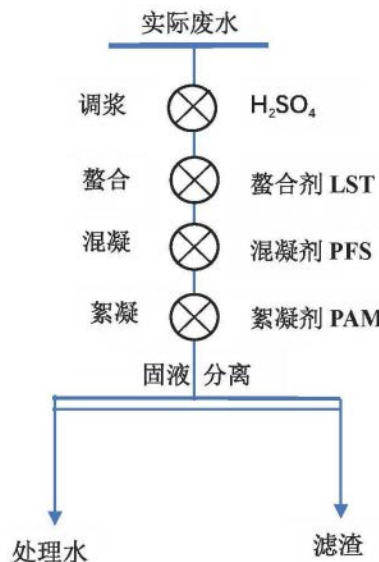 实际废水
调浆 H₂SO₄
螯合 螯合剂 LST
混凝 混凝剂 PFS
絮凝 絮凝剂 PAM
固液 分离
处理水 滤渣